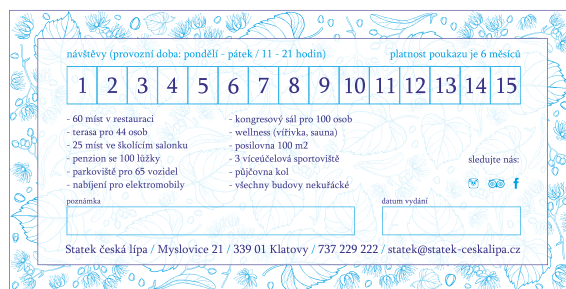 návštěvy (provozní doba: pondělí - pátek / 11 - 21 hodin) platnost poukazu je 6 měsíců
1 2 3 4 5 6 7 8 9 10 11 12 13 14 15
- 60 míst v restauraci - kongresový sál pro 100 osob
- terasa pro 44 osob - wellness (vířivka, sauna)
- 25 míst ve školícím salonku - posilovna 100 m2
- penzion se 100 lůžky - 3 víceúčelová sportoviště
- parkoviště pro 65 vozidel - půjčovna kol
- nabíjení pro elektromobily - všechny budovy nekuřácké
sledujte nás:
poznámka datum vydání
Statek česká lípa / Myslovice 21 / 339 01 Klatovy / 737 229 222 / statek@statek-ceskalipa.cz